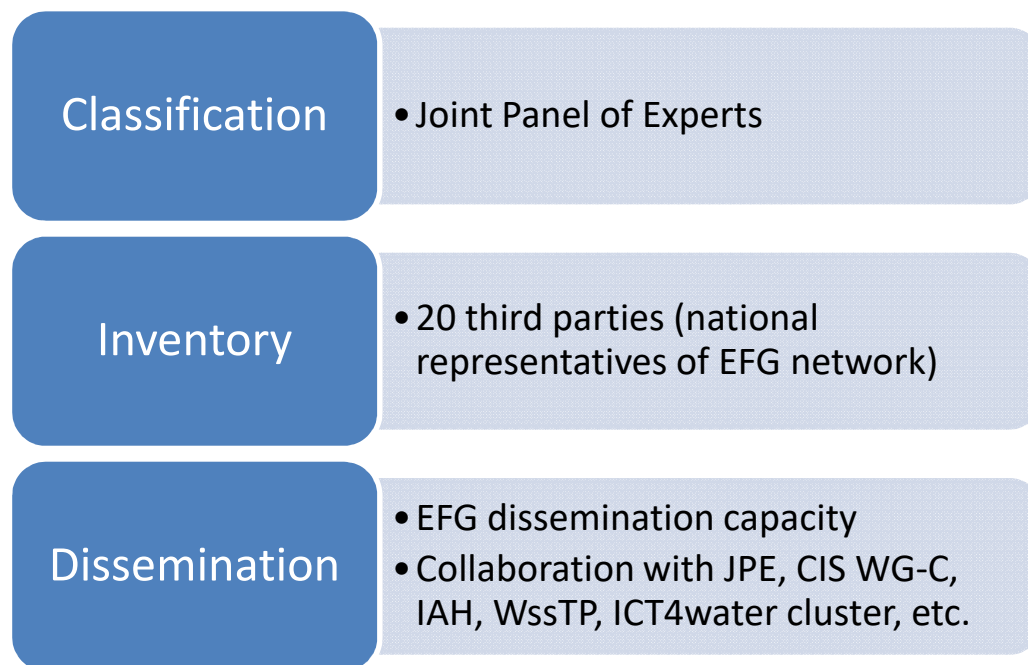 Classification
• Joint Panel of Experts
Inventory
• 20 third parties (national
representatives of EFG network)
Dissemination
• EFG dissemination capacity
• Collaboration with JPE, CIS WG-C,
IAH, WssTP, ICT4water cluster, etc.